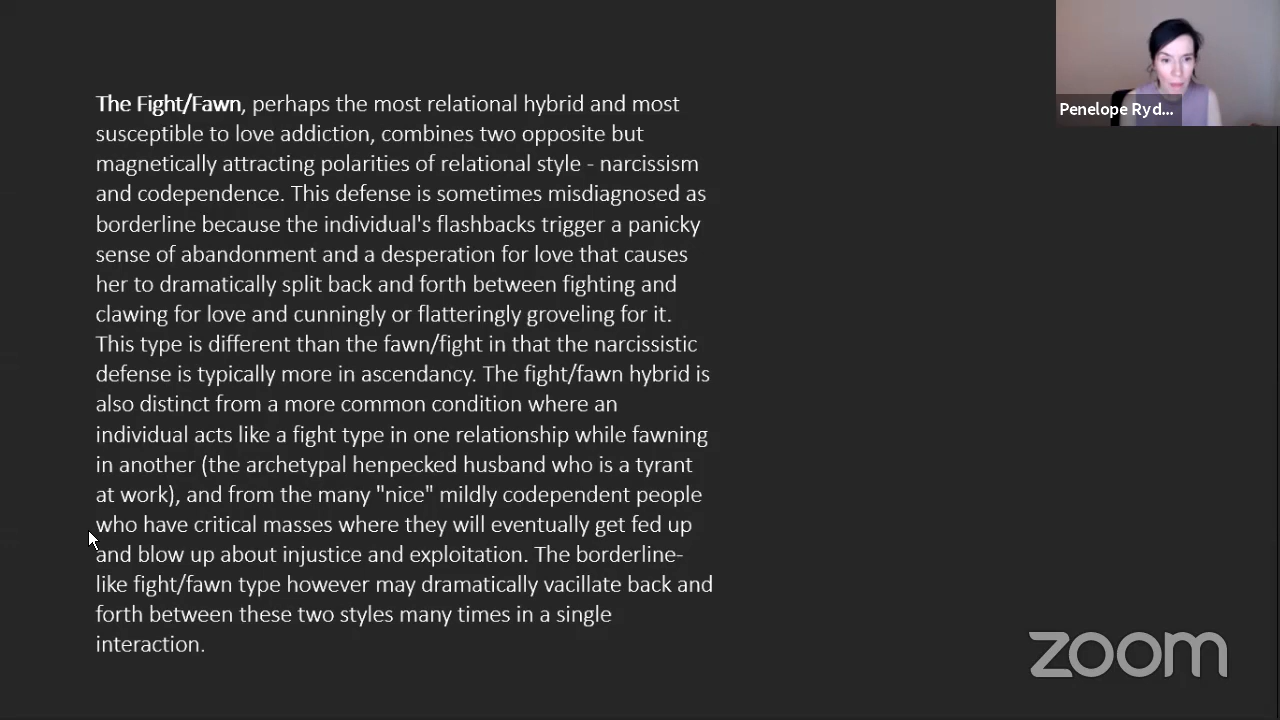 The Fight/Fawn, perhaps the most relational hybrid and most
susceptible to love addiction, combines two opposite but
magnetically attracting polarities of relational style - narcissism
and codependence. This defense is sometimes misdiagnosed as
borderline because the individual's flashbacks trigger a panicky
sense of abandonment and a desperation for love that causes
her to dramatically split back and forth between fighting and
clawing for love and cunningly or flatteringly groveling for it.
This type is different than the fawn/fight in that the narcissistic
defense is typically more in ascendancy. The fight/fawn hybrid is
also distinct from a more common condition where an
individual acts like a fight type in one relationship while fawning
in another (the archetypal henpecked husband who is a tyrant
at work), and from the many "nice" mildly codependent people
who have critical masses where they will eventually get fed up
and blow up about injustice and exploitation. The borderline-
like fight/fawn type however may dramatically vacillate back and
forth between these two styles many times in a single
interaction.
Penelope Ryd...
zoom